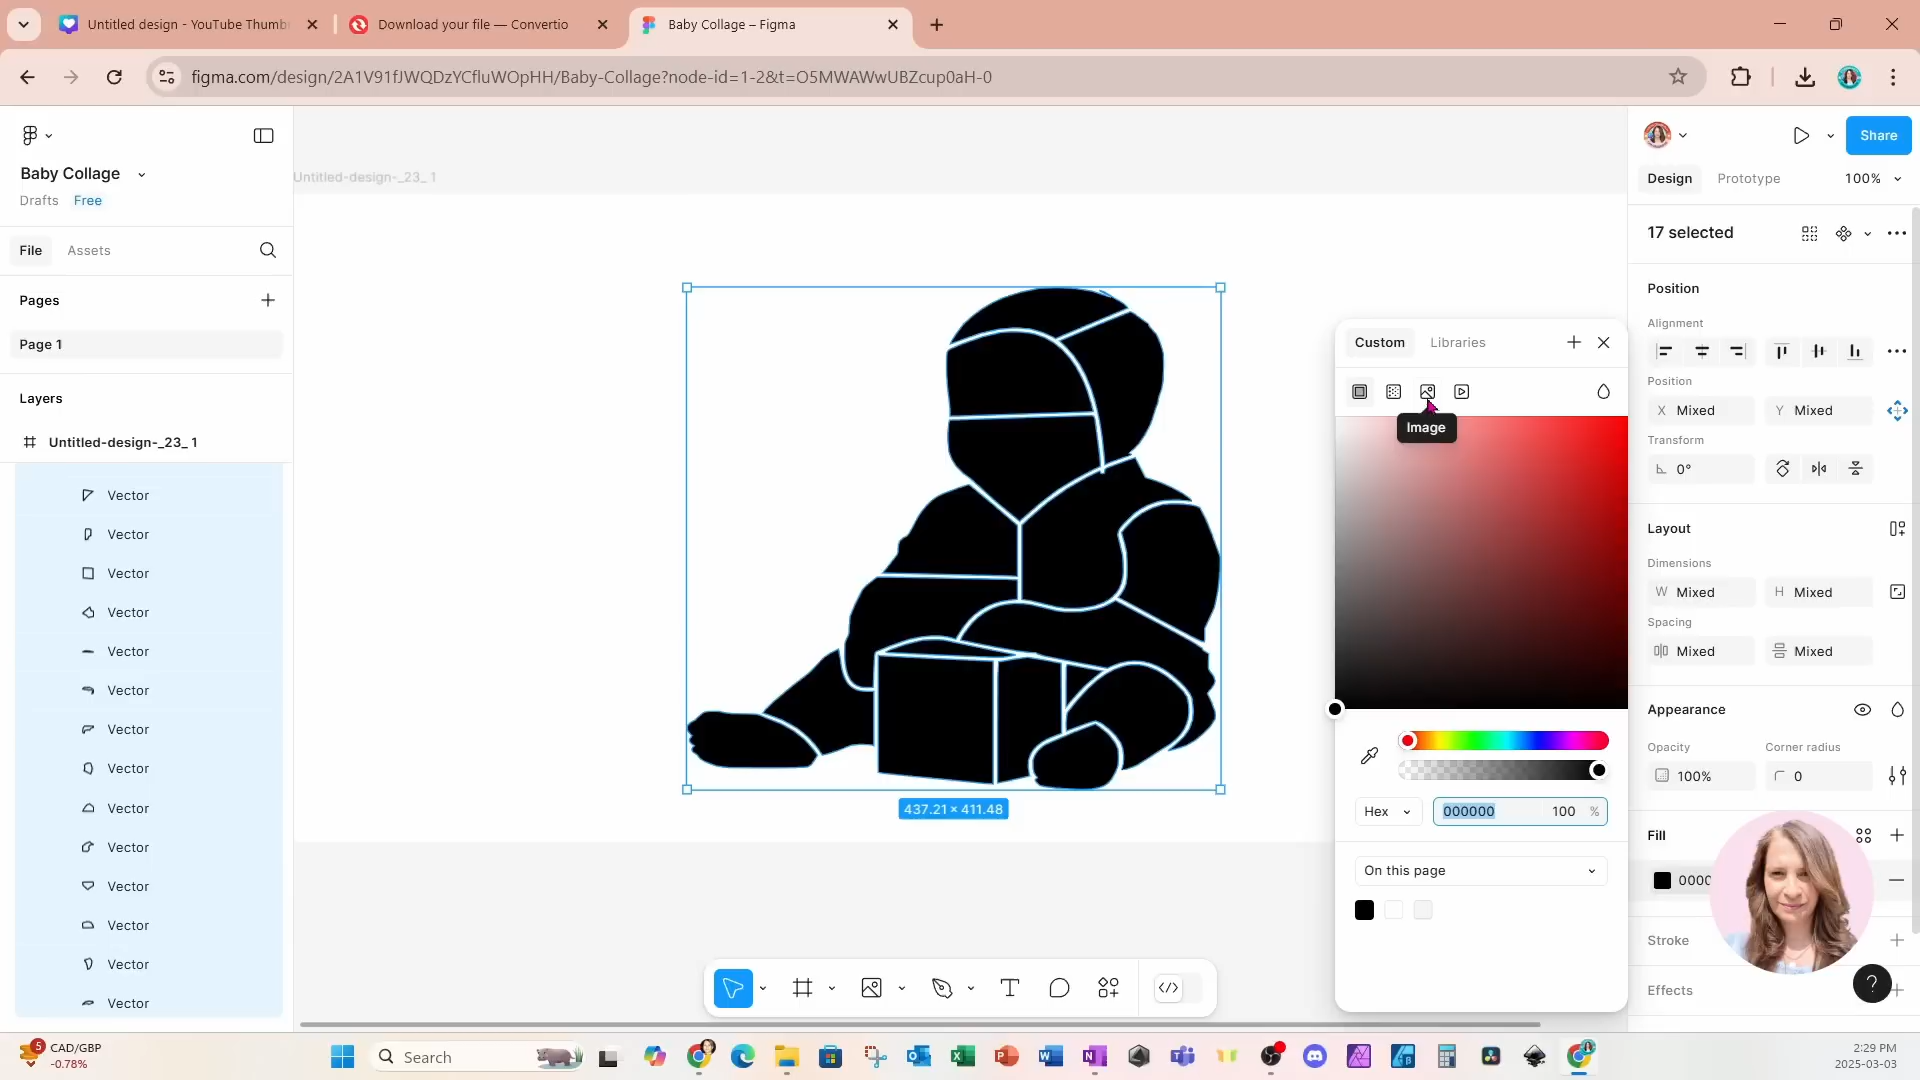 Untitled design - YouTube Thumb
Download your file — Convertio
Baby Collage – Figma
figma.com/design/2A1V91fJWQDzYCfluWOpHH/Baby-Collage?node-id=1-2&t=O5MWAWwUBZcup0aH-0
Baby Collage
Drafts Free
File Assets
Pages
Page 1
Layers
Untitled-design-_23_ 1
Vector
Vector
Vector
Vector
Vector
Vector
Vector
Vector
Vector
Vector
Vector
Vector
Vector
Vector
Untitled-design-_23_ 1
437.21 × 411.48
Custom Libraries
Image
Hex 000000 100 %
On this page
Share
Design Prototype 100%
17 selected
Position
Alignment
Position
X Mixed Y Mixed
Transform
0°
Layout
Dimensions
W Mixed H Mixed
Spacing
Mixed Mixed
Appearance
Opacity Corner radius
100% 0
Fill
0000
Stroke
Effects
?
5
CAD/GBP
-0.78%
Search
2:29 PM
2025-03-03